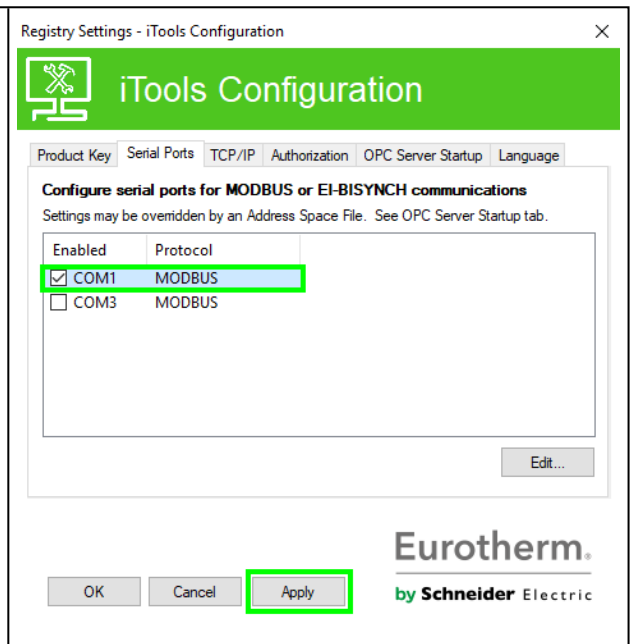 Registry Settings - iTools Configuration
iTools Configuration
Product Key Serial Ports TCP/IP Authorization OPC Server Startup Language
Configure serial ports for MODBUS or EI-BISYNCH communications
Settings may be overridden by an Address Space File. See OPC Server Startup tab.
Enabled Protocol
COM1 MODBUS
COM3 MODBUS
Edit...
Eurotherm.
by Schneider Electric
OK Cancel Apply